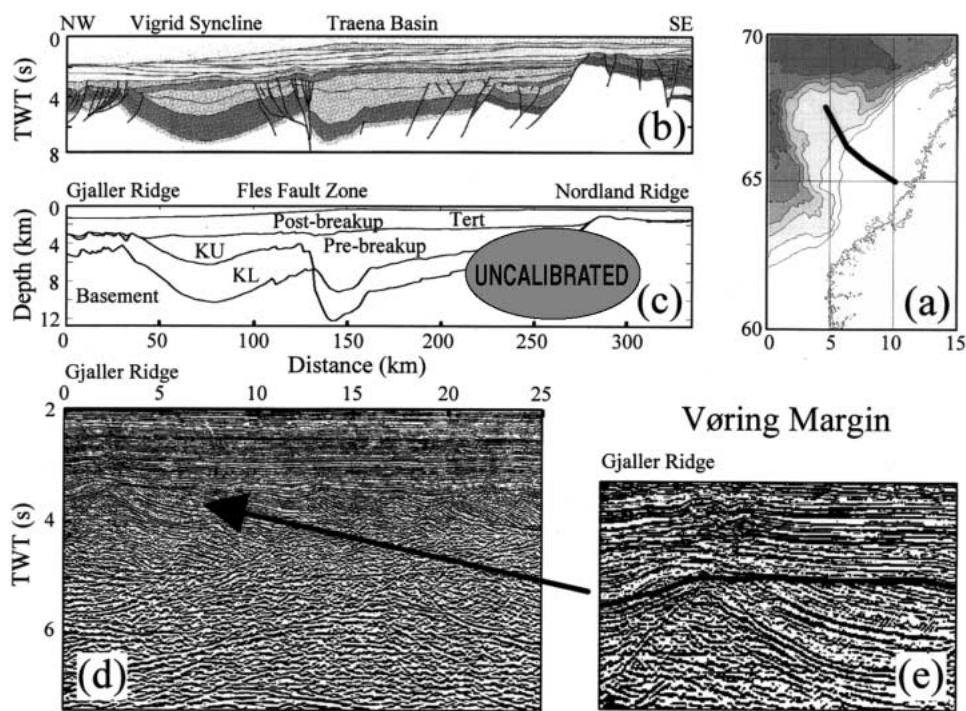 NW Vigrid Syncline Traena Basin SE
0
4
8
TWT (s)
(b)
Gjaller Ridge Fles Fault Zone Nordland Ridge
0
4
8
12
Depth (km)
Post-breakup Tert
KU Pre-breakup
KL
Basement
UNCALIBRATED
(c)
0 50 100 150 200 250 300
Distance (km)
70
65
60
0 5 10 15
(a)
Gjaller Ridge
0 5 10 15 20 25
2
4
6
TWT (s)
(d)
Vøring Margin
Gjaller Ridge
(e)